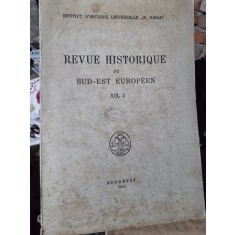 INSTITUT D'HISTOIRE UNIVERSELLE „N. IORGA"
REVUE HISTORIQUE
DU
SUD-EST EUROPÉEN
XIX, 2
BUCAREST